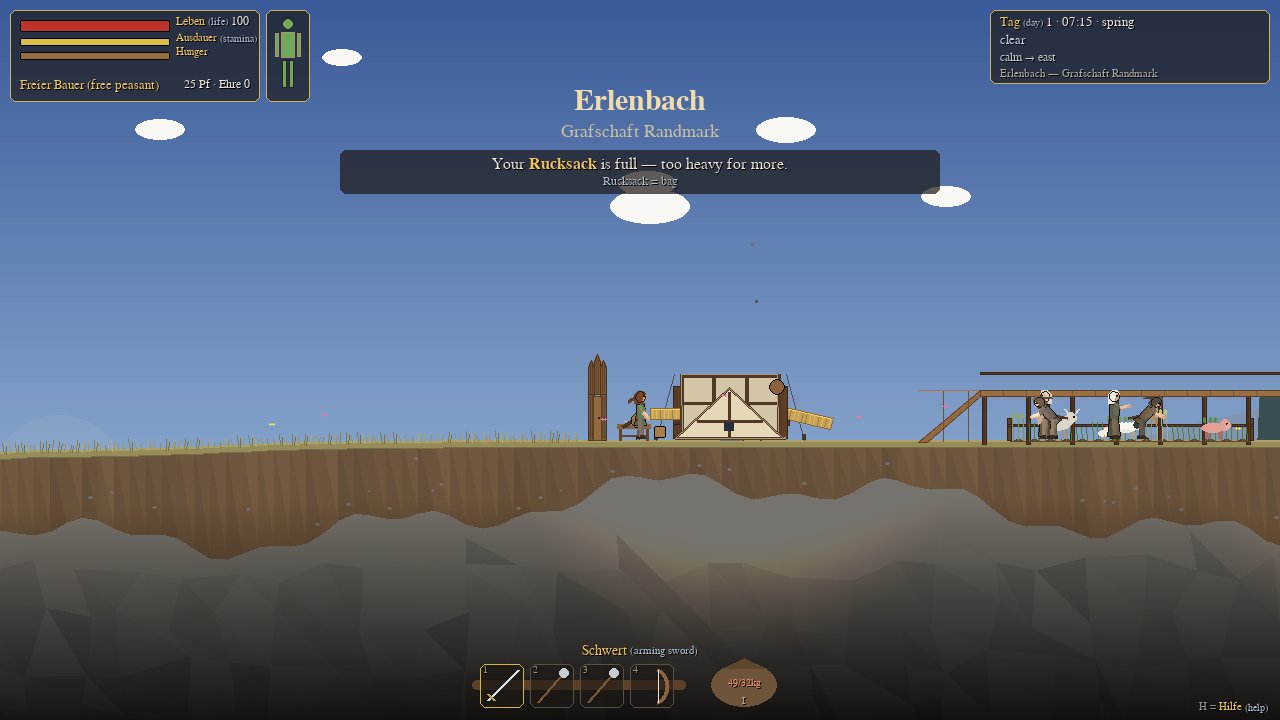 Leben (life) 100
Ausdauer (stamina)
Hunger
Freier Bauer (free peasant) 25 Pf · Ehre 0
Tag (day) 1 · 07:15 · spring
clear
calm → east
Erlenbach — Grafschaft Randmark
Erlenbach
Grafschaft Randmark
Your Rucksack is full — too heavy for more.
Rucksack = bag
Schwert (arming sword)
1 2 3 4
49/32kg
I
H = Hilfe (help)